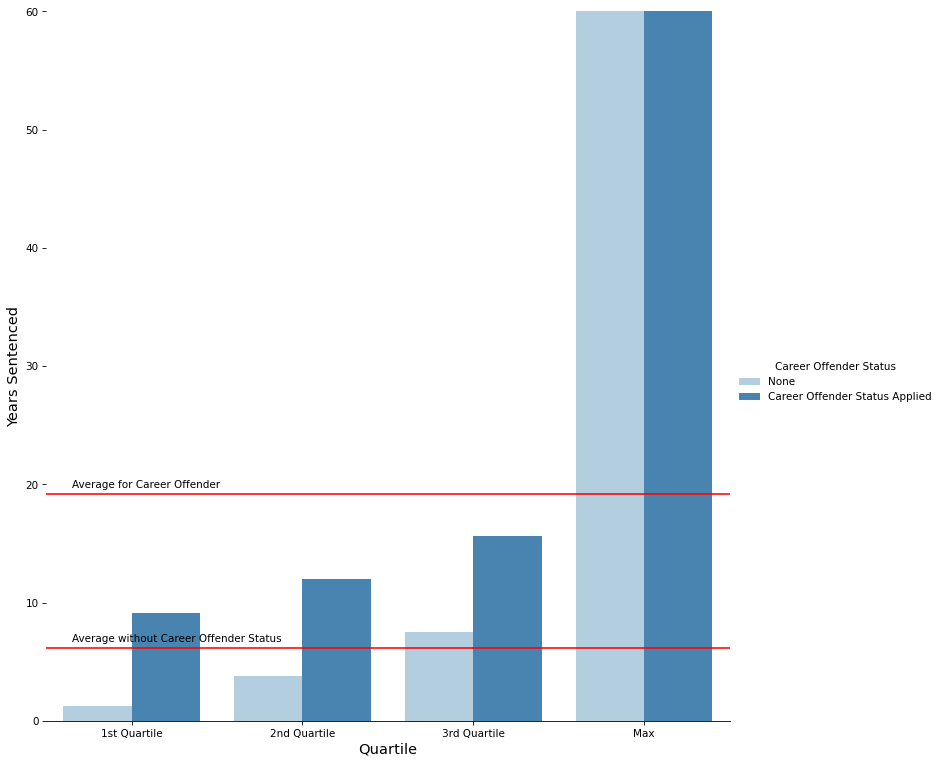 60
50
40
30
20
10
0
Years Sentenced
Average for Career Offender
Average without Career Offender Status
1st Quartile
2nd Quartile
3rd Quartile
Max
Quartile
Career Offender Status
None
Career Offender Status Applied